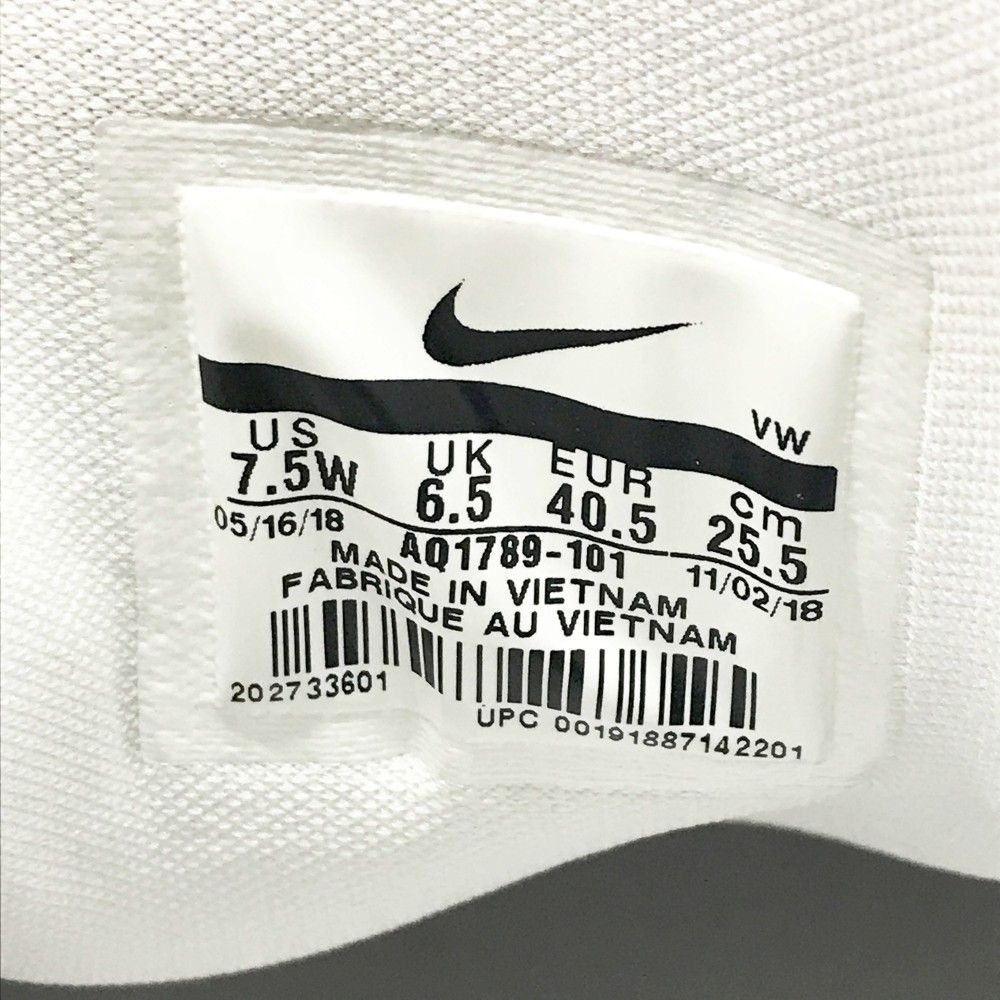 VW
US UK EUR cm
7.5W 6.5 40.5 25.5
05/16/18 AQ1789-101 11/02/18
MADE IN VIETNAM
FABRIQUE AU VIETNAM
202733601
UPC 00191887142201